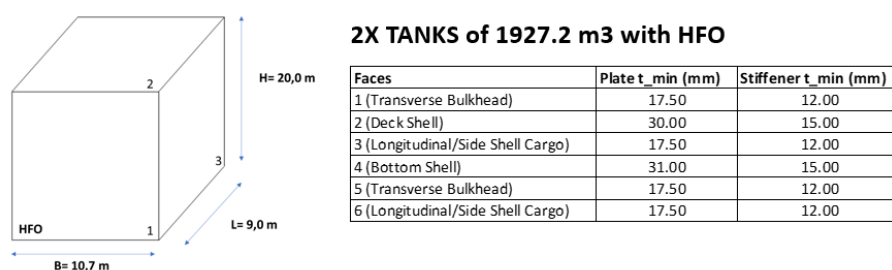 2X TANKS of 1927.2 m3 with HFO
2
H= 20,0 m
3
HFO
1
L= 9,0 m
B= 10,7 m
Faces Plate t_min (mm) Stiffener t_min (mm)
1 (Transverse Bulkhead) 17.50 12.00
2 (Deck Shell) 30.00 15.00
3 (Longitudinal/Side Shell Cargo) 17.50 12.00
4 (Bottom Shell) 31.00 15.00
5 (Transverse Bulkhead) 17.50 12.00
6 (Longitudinal/Side Shell Cargo) 17.50 12.00